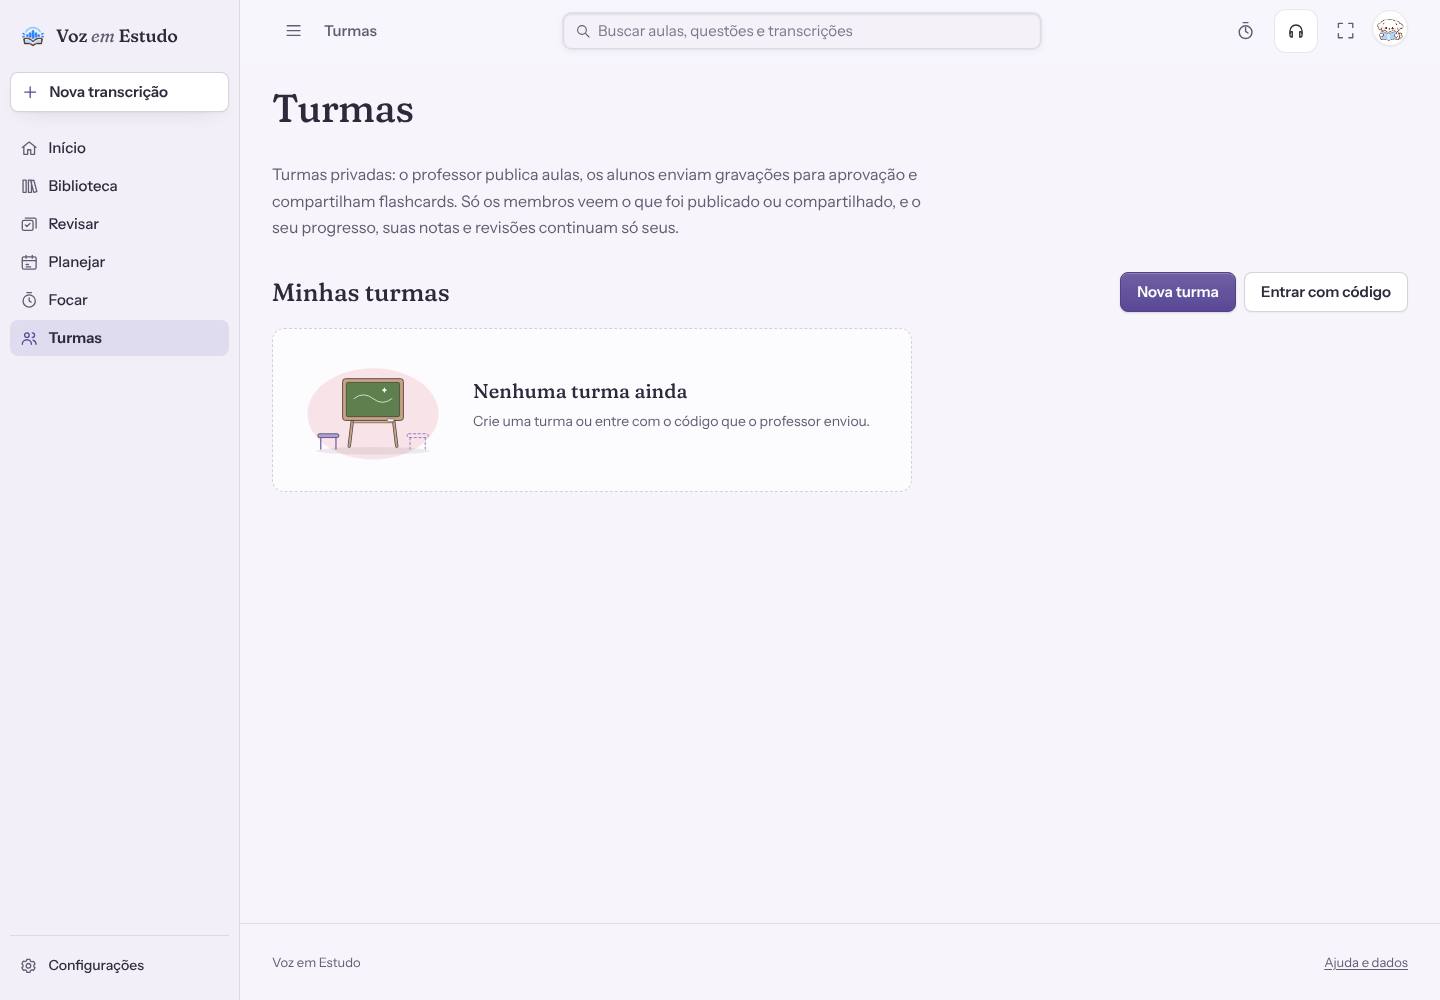 Voz em Estudo
Nova transcrição
Início
Biblioteca
Revisar
Planejar
Focar
Turmas
Configurações
Turmas
Buscar aulas, questões e transcrições
Turmas
Turmas privadas: o professor publica aulas, os alunos enviam gravações para aprovação e
compartilham flashcards. Só os membros veem o que foi publicado ou compartilhado, e o
seu progresso, suas notas e revisões continuam só seus.
Minhas turmas
Nova turma
Entrar com código
Nenhuma turma ainda
Crie uma turma ou entre com o código que o professor enviou.
Voz em Estudo
Ajuda e dados